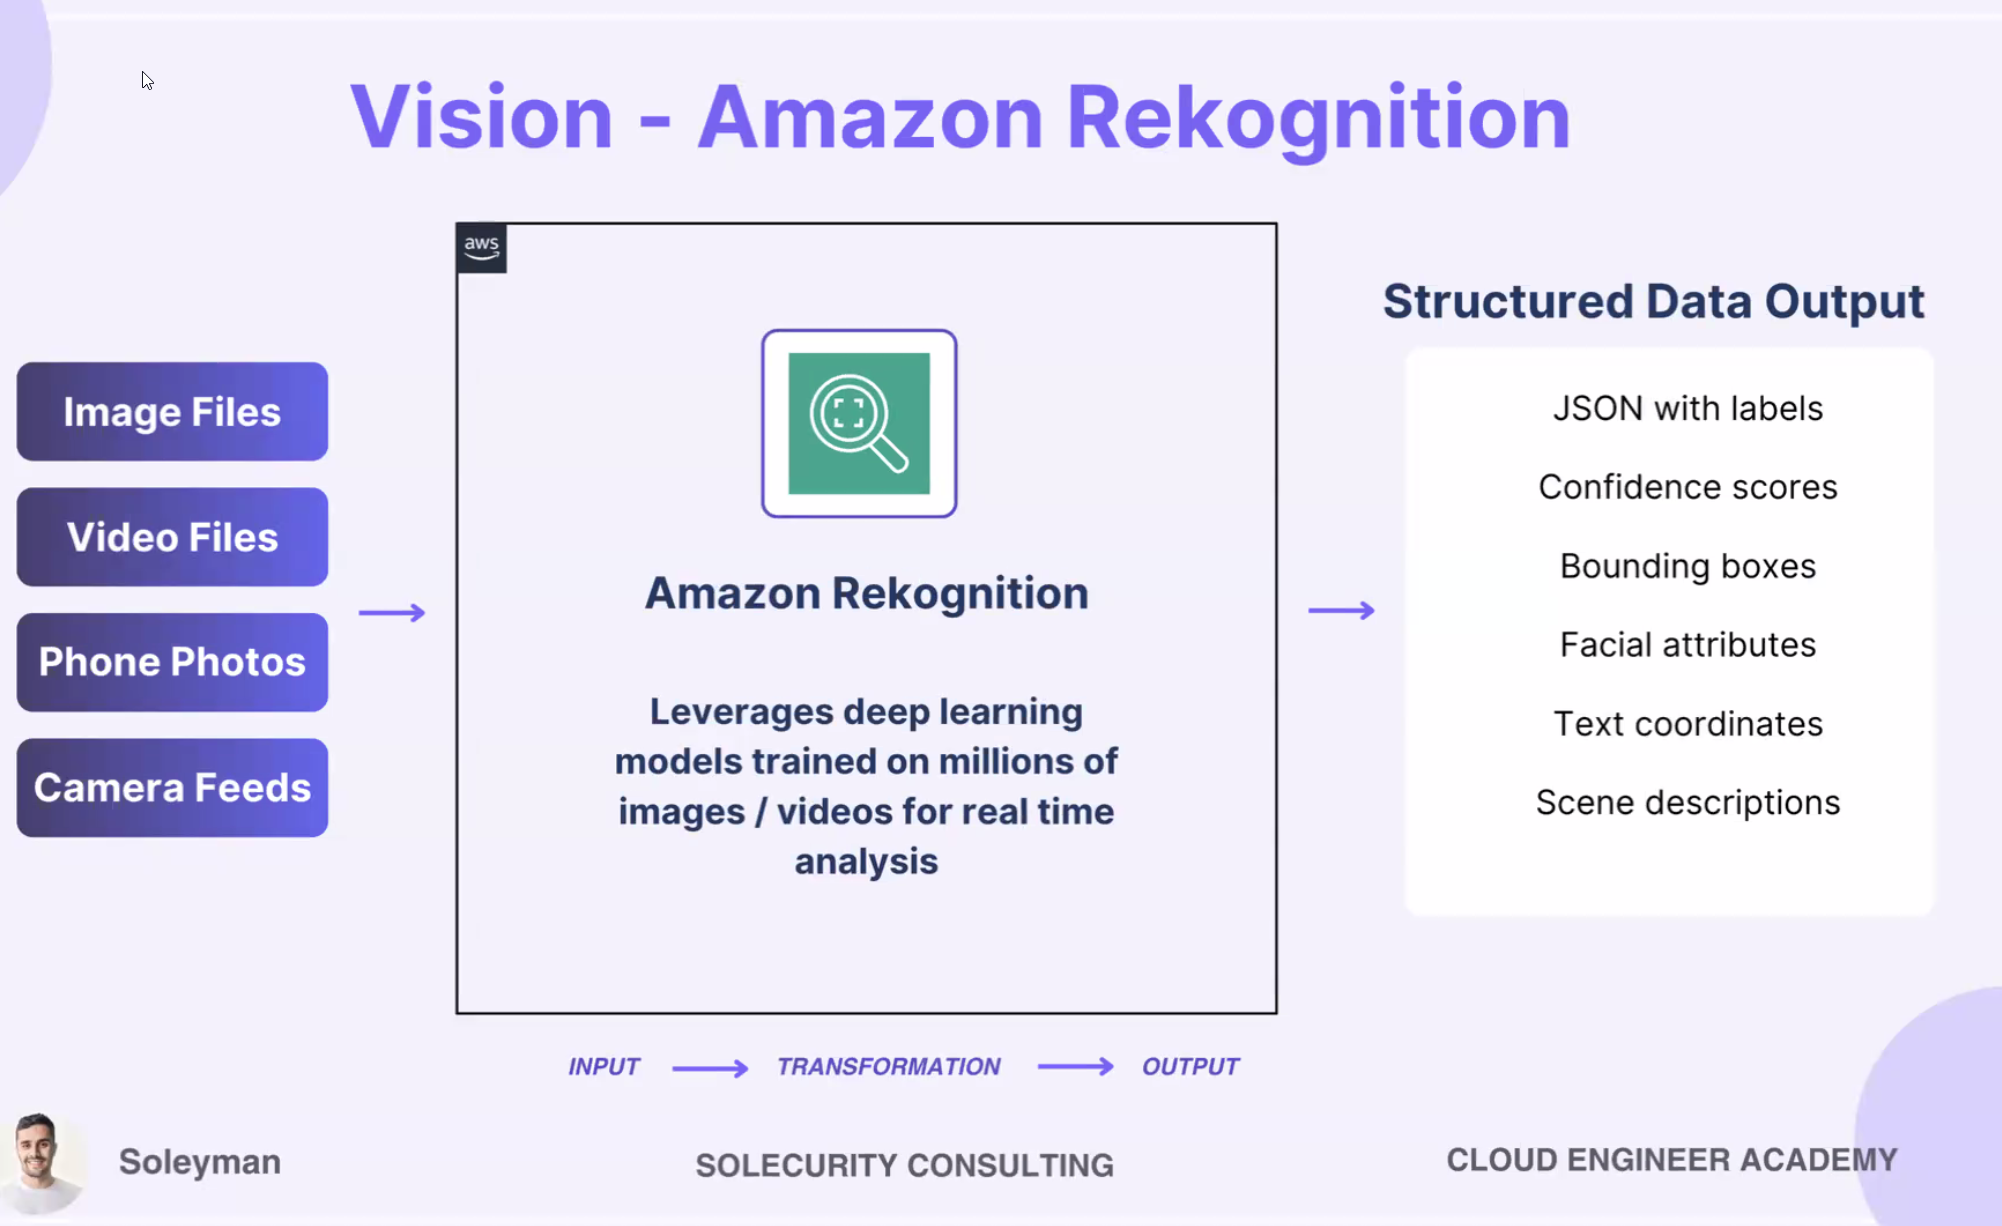 Vision - Amazon Rekognition
aws
Image Files
Video Files
Phone Photos
Camera Feeds
Amazon Rekognition
Leverages deep learning
models trained on millions of
images / videos for real time
analysis
Structured Data Output
JSON with labels
Confidence scores
Bounding boxes
Facial attributes
Text coordinates
Scene descriptions
INPUT
TRANSFORMATION
OUTPUT
Soleyman
SOLECURITY CONSULTING
CLOUD ENGINEER ACADEMY